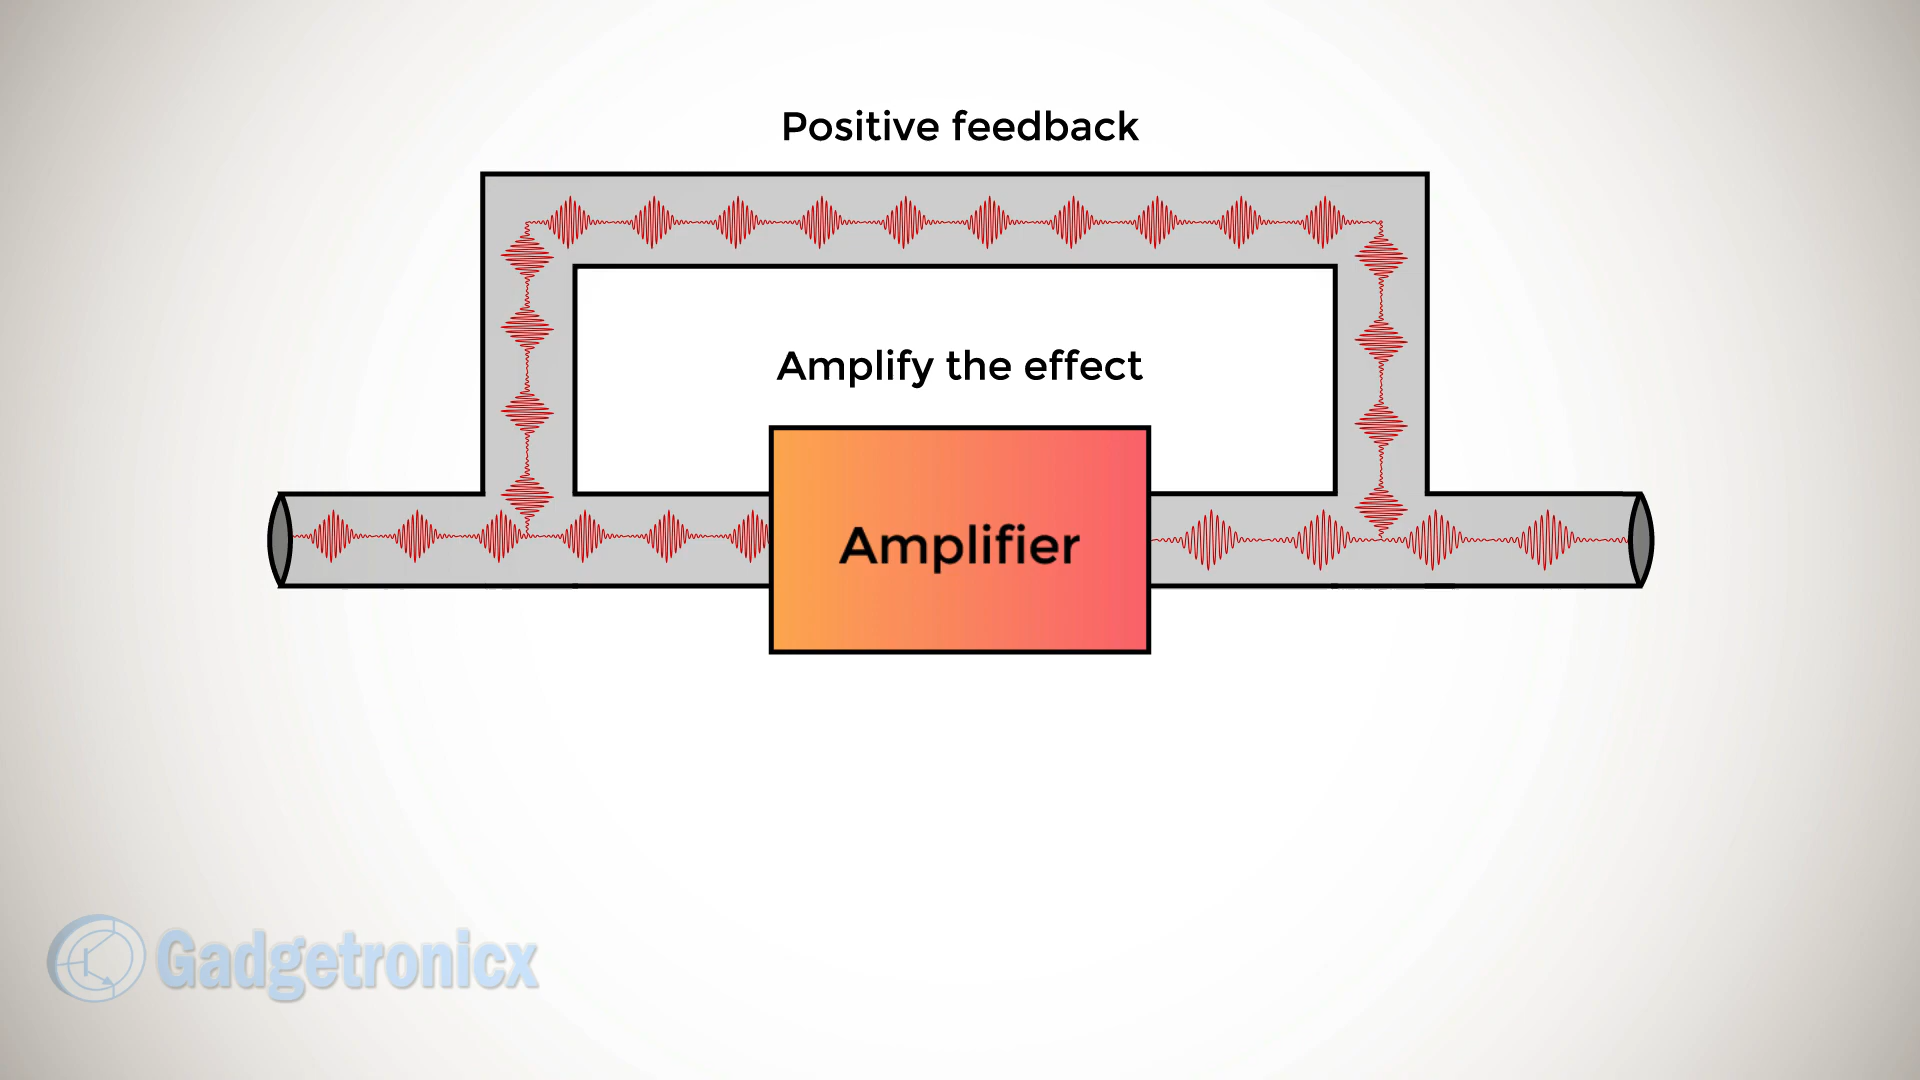 Positive feedback
Amplify the effect
Amplifier
Gadgetronicx